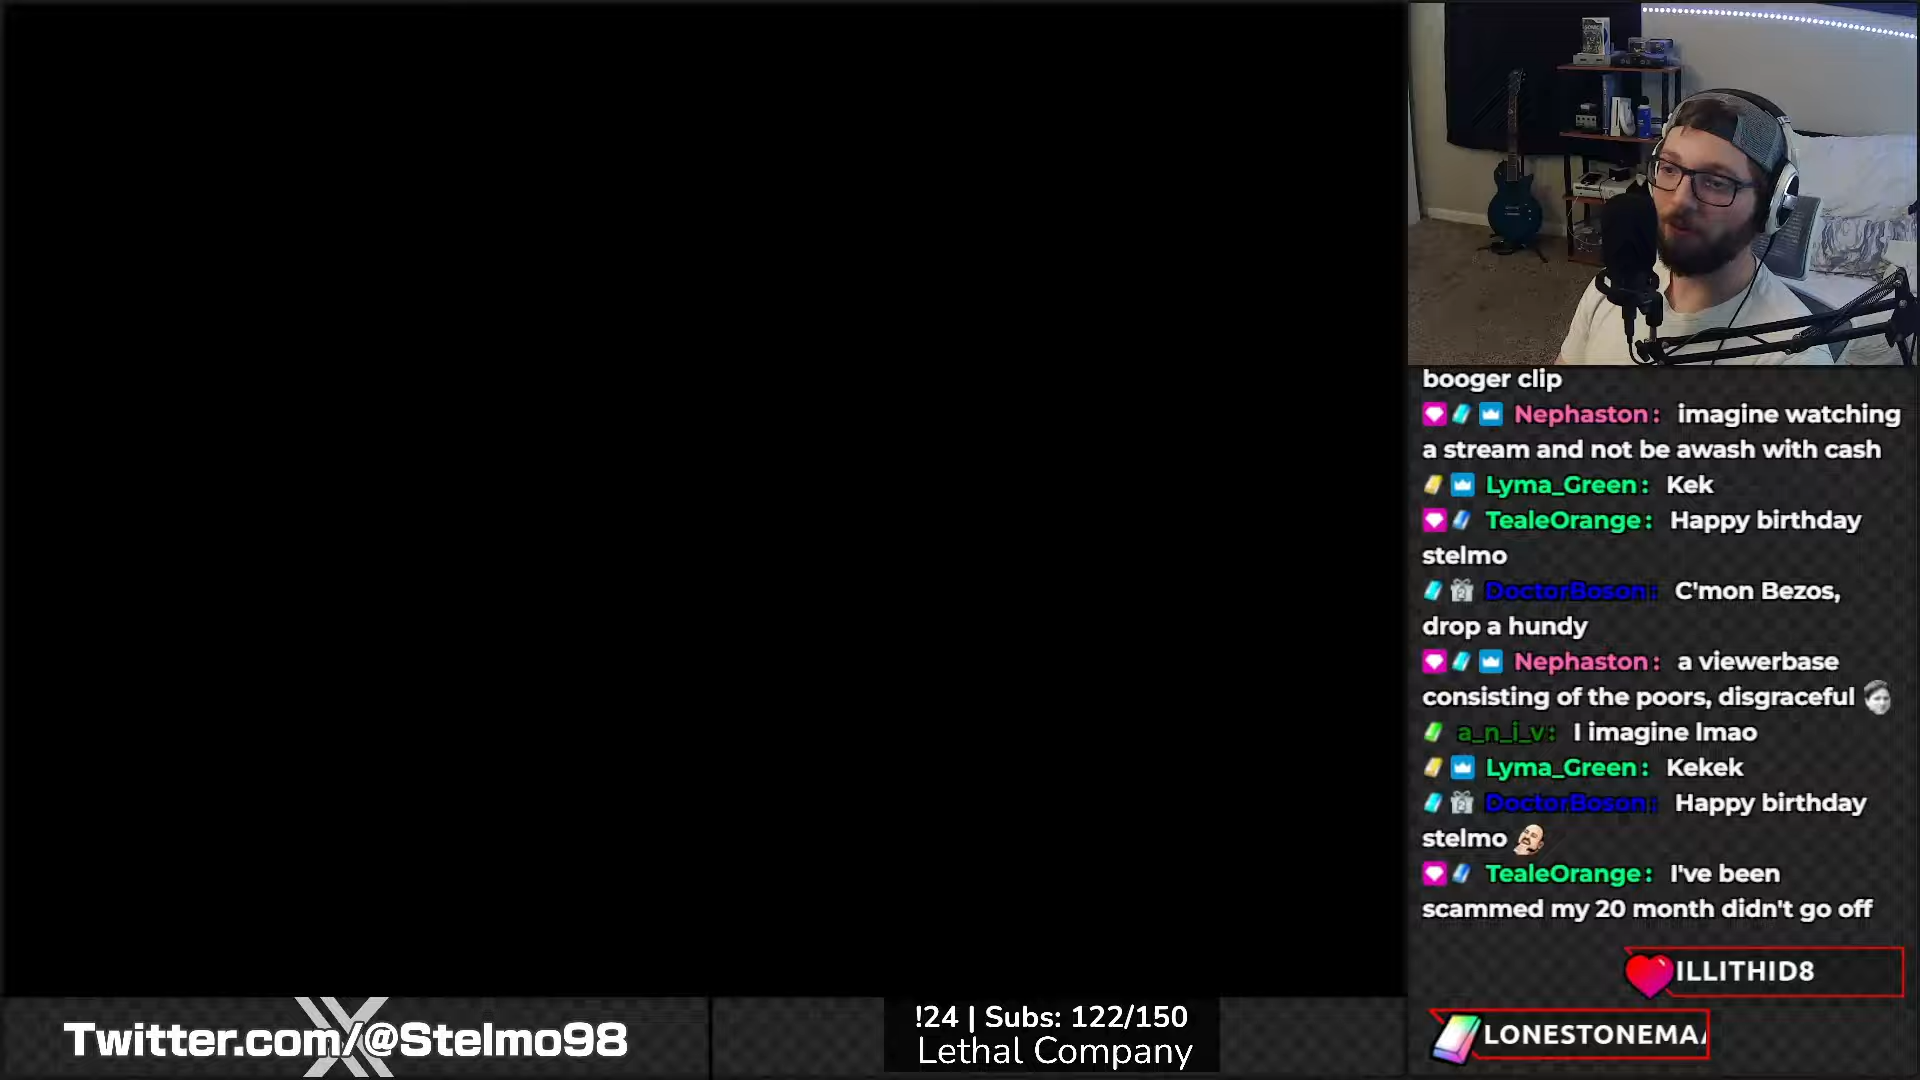 booger clip
Nephaston: imagine watching
a stream and not be awash with cash
Lyma_Green: Kek
TealeOrange: Happy birthday
stelmo
DoctorBoson: C'mon Bezos,
drop a hundy
Nephaston: a viewerbase
consisting of the poors, disgraceful
a_n_i_v: I imagine lmao
Lyma_Green: Kekek
DoctorBoson: Happy birthday
stelmo
TealeOrange: I've been
scammed my 20 month didn't go off
ILLITHID8
LONESTONEMA
Twitter.com/@Stelmo98
!24 | Subs: 122/150
Lethal Company